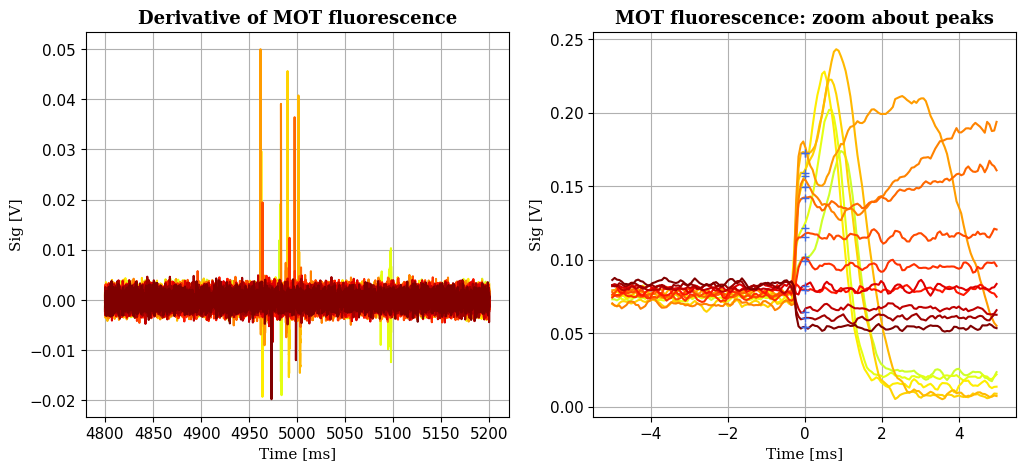 Derivative of MOT fluorescence
Sig [V]
0.05
0.04
0.03
0.02
0.01
0.00
−0.01
−0.02
4800 4850 4900 4950 5000 5050 5100 5150 5200
Time [ms]
MOT fluorescence: zoom about peaks
Sig [V]
0.25
0.20
0.15
0.10
0.05
0.00
−4 −2 0 2 4
Time [ms]